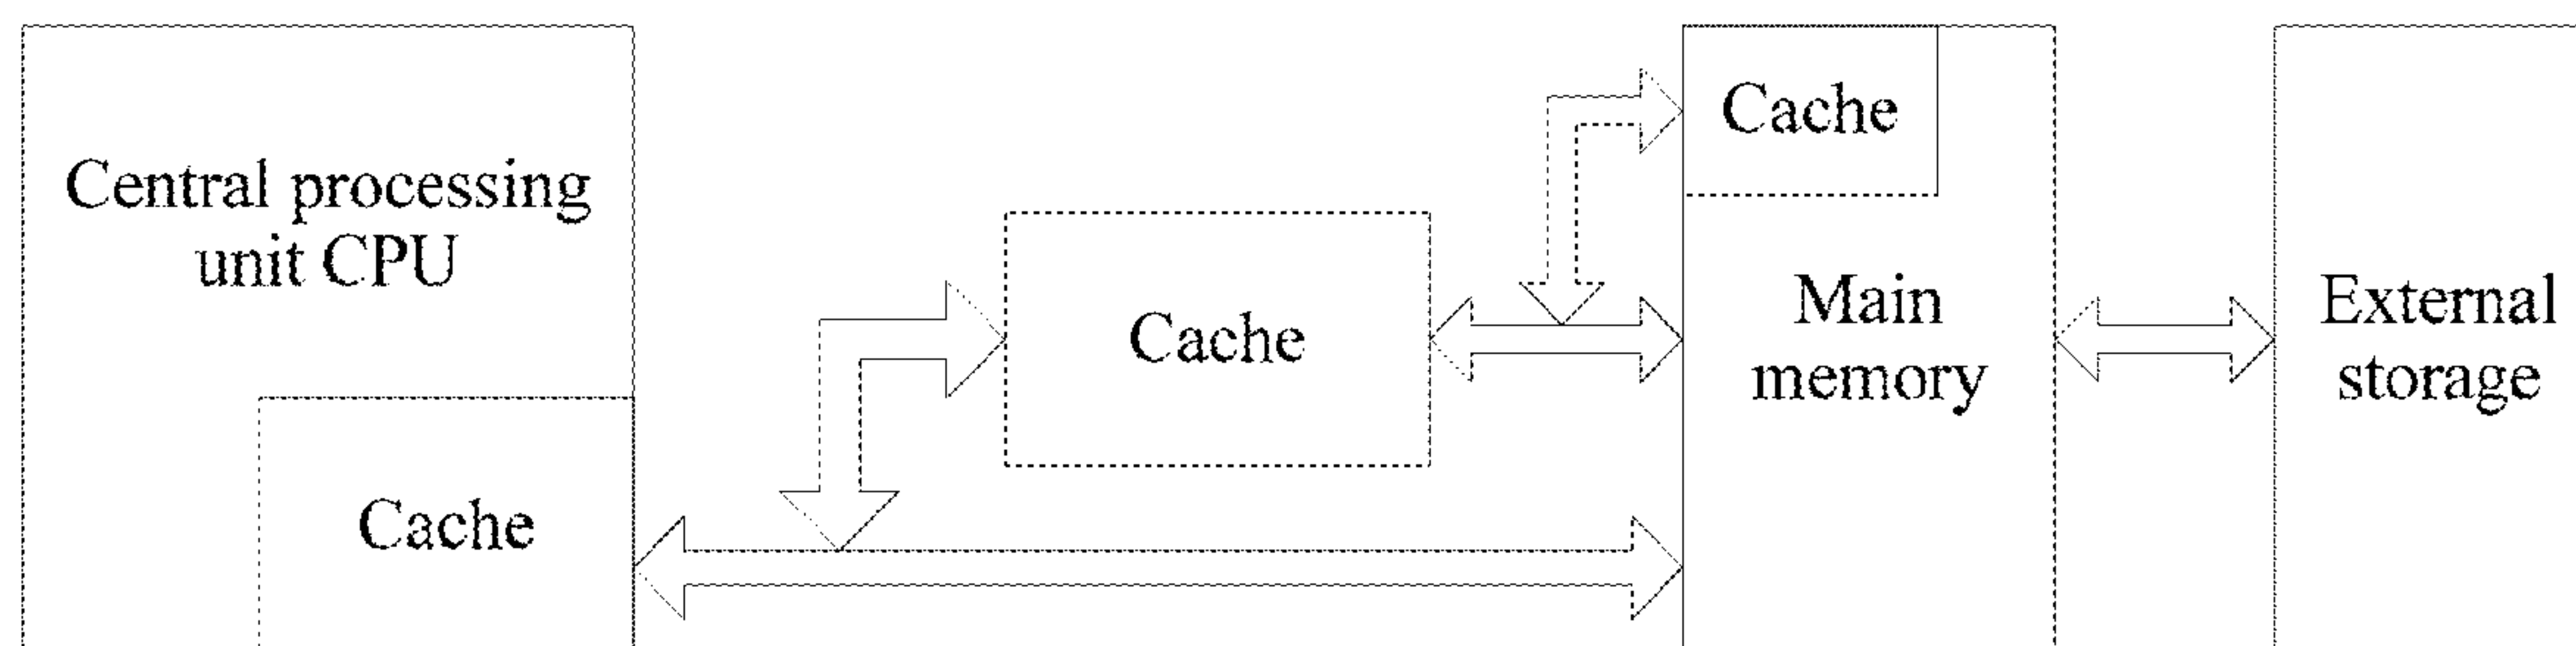 Central processing
unit CPU
Cache
Cache
Cache
Main
memory
External
storage